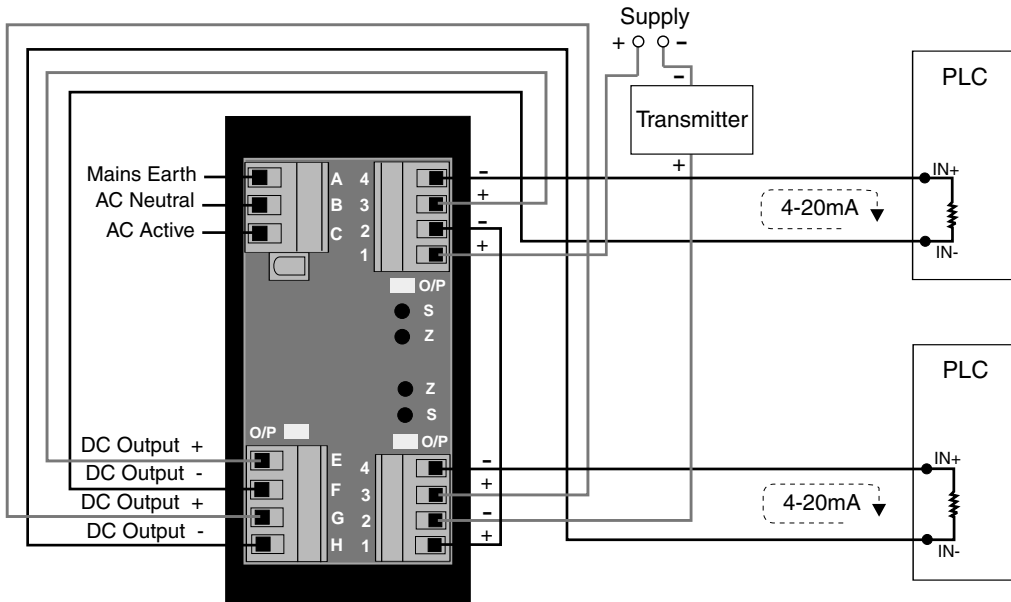 Supply
+ -
PLC
-
Transmitter
+
Mains Earth
AC Neutral
AC Active
A 4 -
B 3 +
C 2 -
1 +
IN+
4-20mA
IN-
O/P
S
Z
Z
S
O/P
O/P
PLC
DC Output +
DC Output -
DC Output +
DC Output -
E 4 -
F 3 +
G 2 -
H 1 +
IN+
4-20mA
IN-